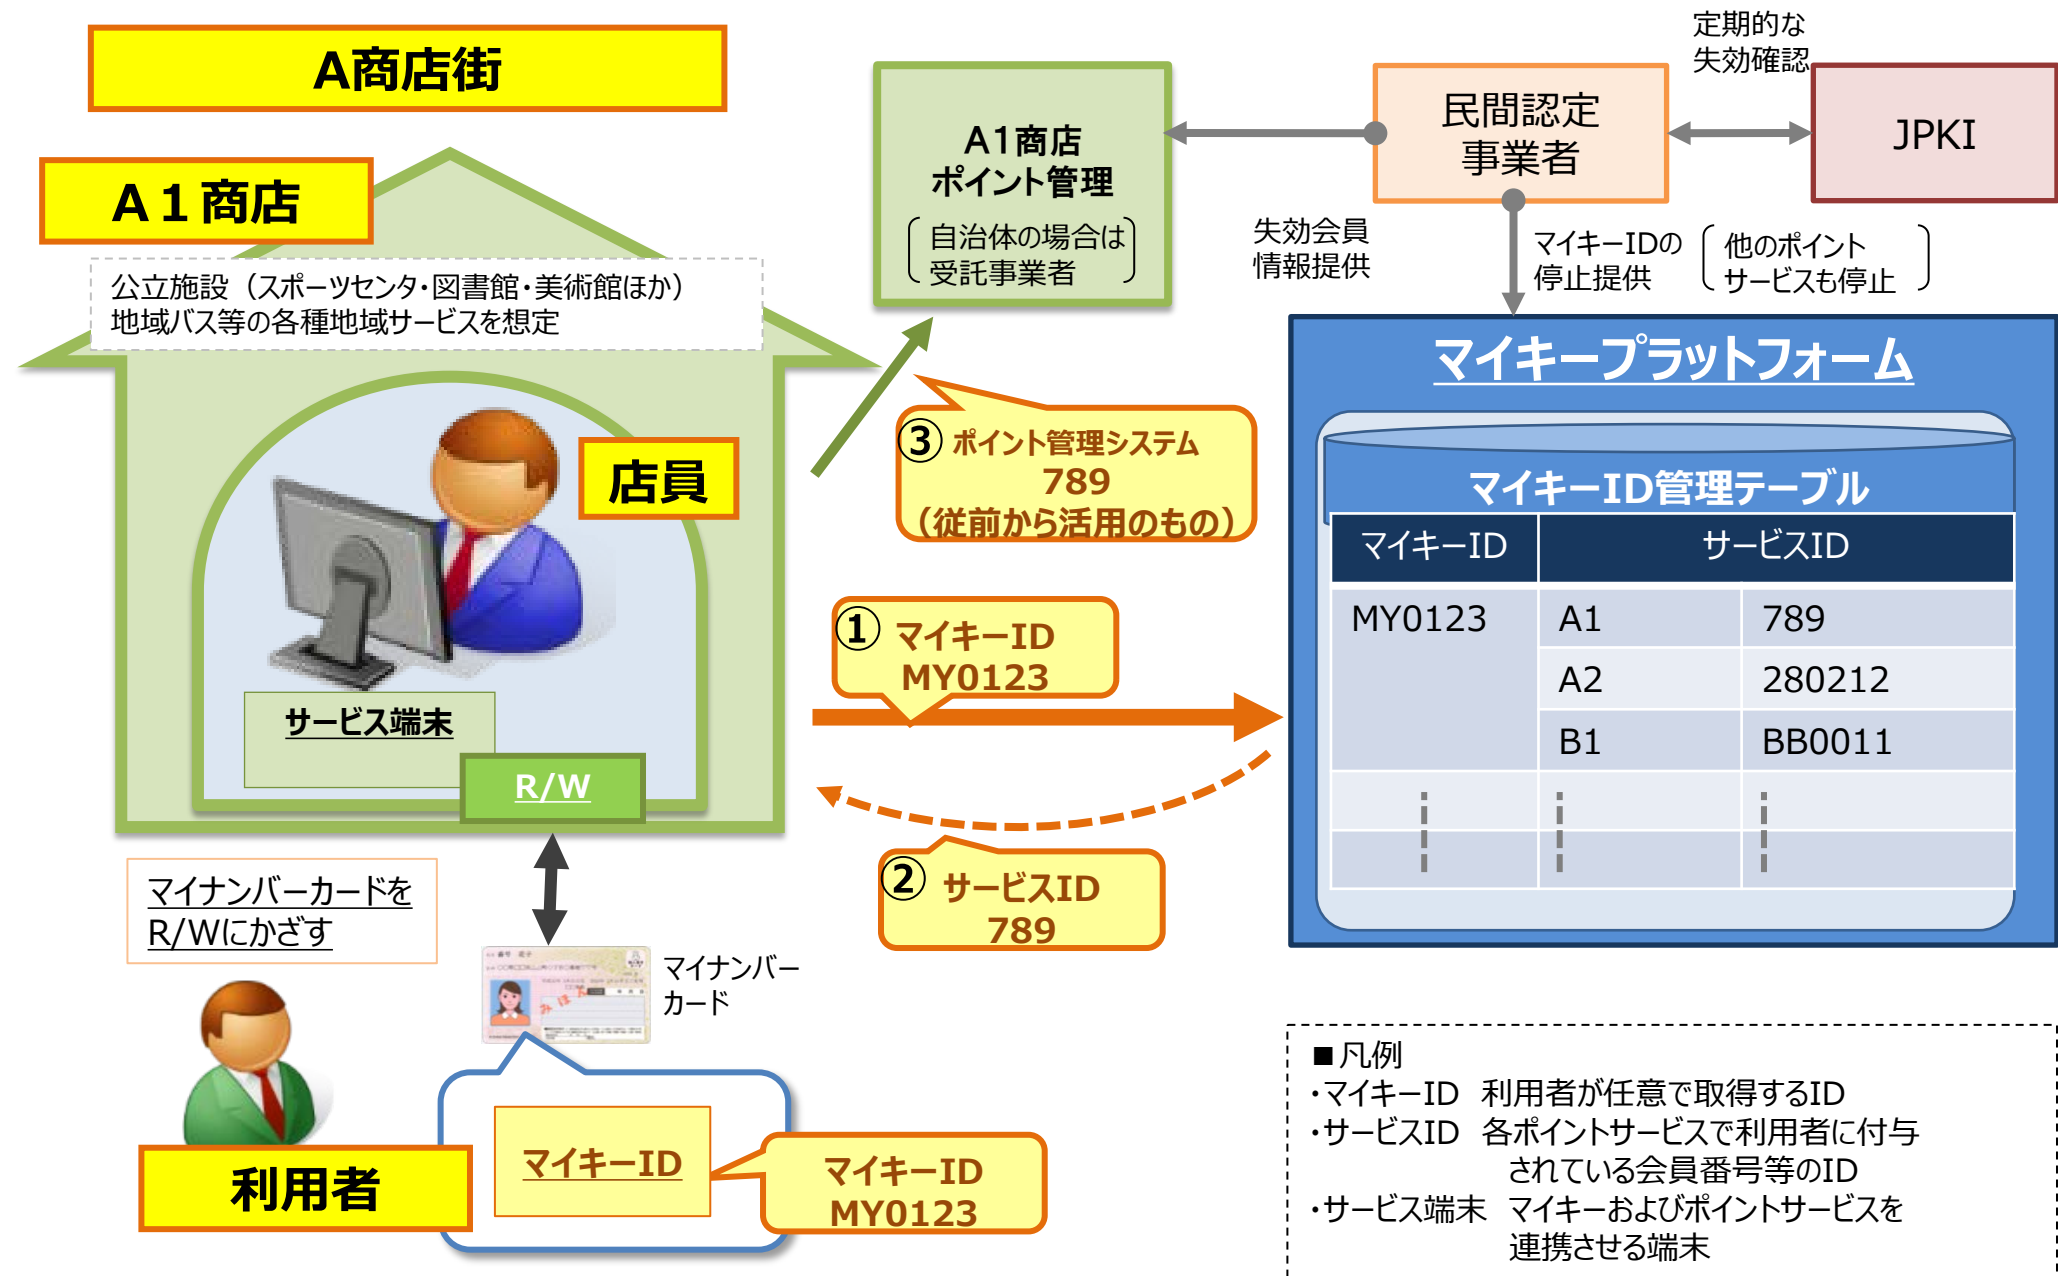 A商店街
A１商店
公立施設（スポーツセンタ・図書館・美術館ほか）
地域バス等の各種地域サービスを想定
店員
サービス端末
R/W
マイナンバーカードを
R/Wにかざす
マイナンバー
カード
みほん
利用者
マイキーID
マイキーID
MY0123
A1商店
ポイント管理
自治体の場合は
受託事業者
失効会員
情報提供
民間認定
事業者
定期的な
失効確認
JPKI
マイキーIDの
停止提供
他のポイント
サービスも停止
③ ポイント管理システム
789
（従前から活用のもの）
① マイキーID
MY0123
② サービスID
789
マイキープラットフォーム
マイキーID管理テーブル
マイキーID サービスID
MY0123 A1 789
A2 280212
B1 BB0011
■凡例
・マイキーID 利用者が任意で取得するID
・サービスID 各ポイントサービスで利用者に付与
されている会員番号等のID
・サービス端末 マイキーおよびポイントサービスを
連携させる端末